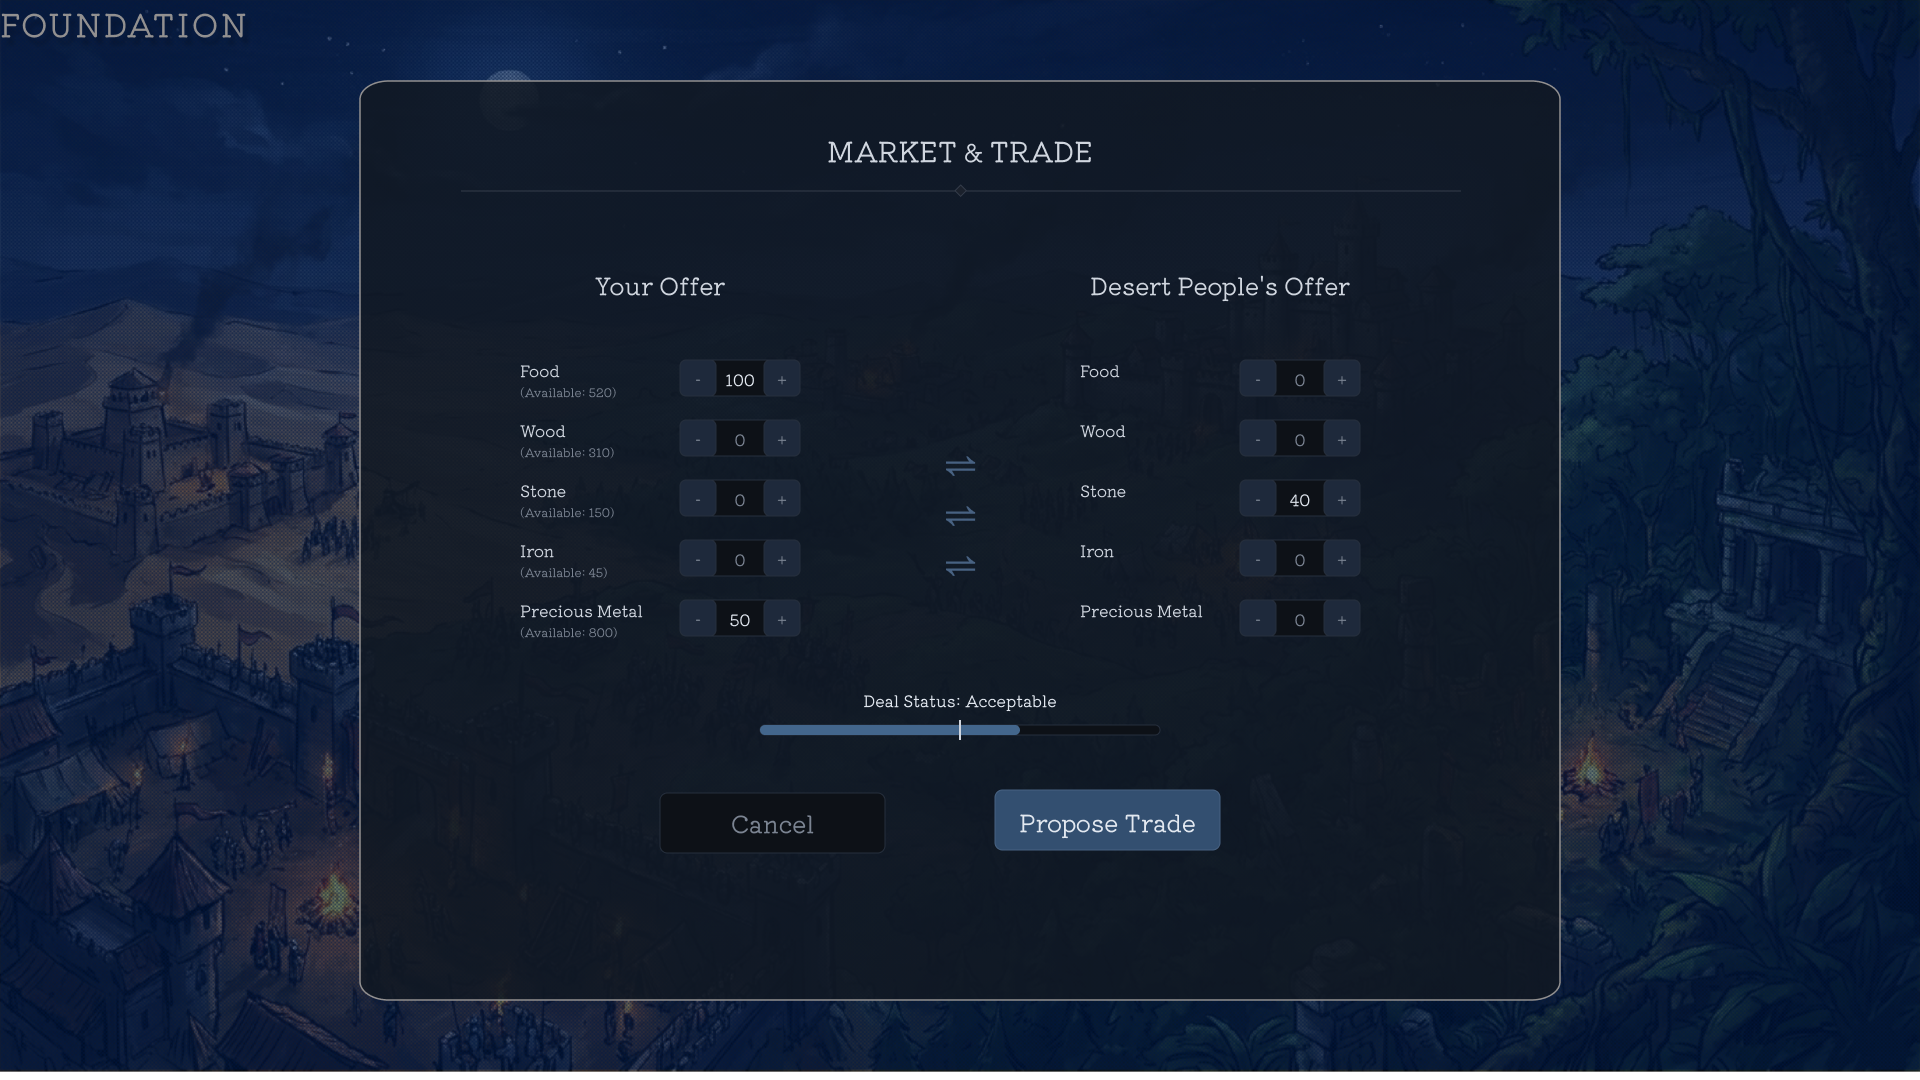 FOUNDATION
MARKET & TRADE
Your Offer
Food
(Available: 520)
- 100 +
Wood
(Available: 310)
- 0 +
Stone
(Available: 150)
- 0 +
Iron
(Available: 45)
- 0 +
Precious Metal
(Available: 800)
- 50 +
⇌
⇌
⇌
Desert People's Offer
Food
- 0 +
Wood
- 0 +
Stone
- 40 +
Iron
- 0 +
Precious Metal
- 0 +
Deal Status: Acceptable
Cancel
Propose Trade